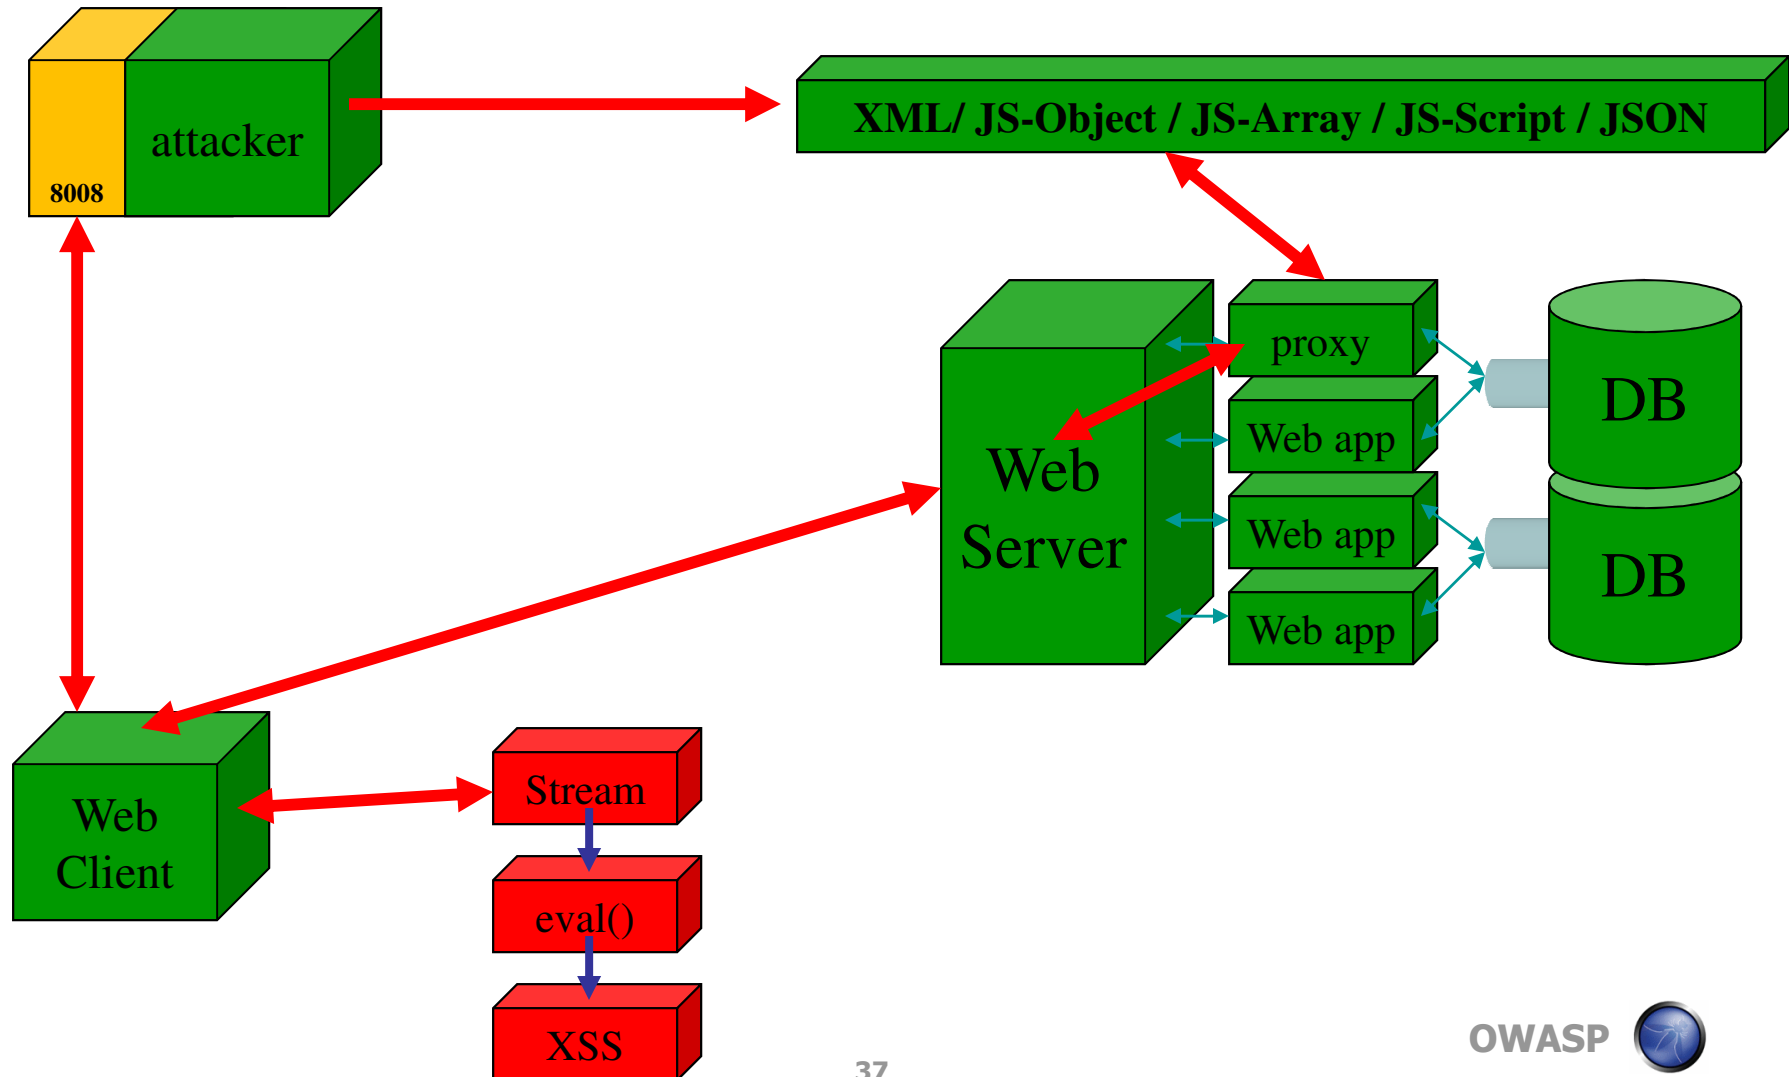 attacker
8008
XML/ JS-Object / JS-Array / JS-Script / JSON
proxy
Web app
Web app
Web app
Web
Server
DB
DB
Web
Client
Stream
eval()
XSS
37
OWASP